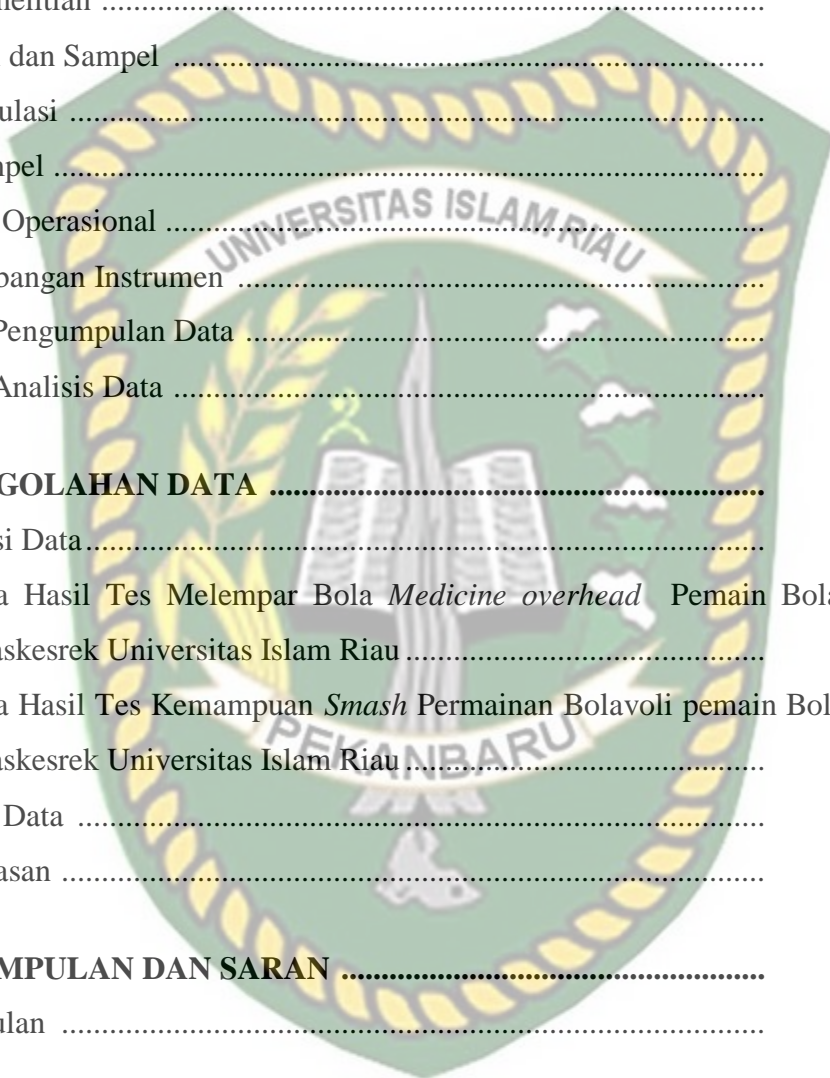 nelitian ....................................................................................
dan Sampel ..........................................................................
ulasi .......................................................................................
npel .........................................................................................
Operasional ...........................................................................
bangan Instrumen ..................................................................
Pengumpulan Data .................................................................
Analisis Data ..........................................................................
GOLAHAN DATA ..............................................................
si Data .....................................................................................
a Hasil Tes Melempar Bola Medicine overhead Pemain Bola
askesrek Universitas Islam Riau .............................................
a Hasil Tes Kemampuan Smash Permainan Bolavoli pemain Bol
askesrek Universitas Islam Riau .............................................
Data ......................................................................................
asan ........................................................................................
MPULAN DAN SARAN .....................................................
ulan ........................................................................................
UNIVERSITAS ISLAM RIAU
PEKANBARU